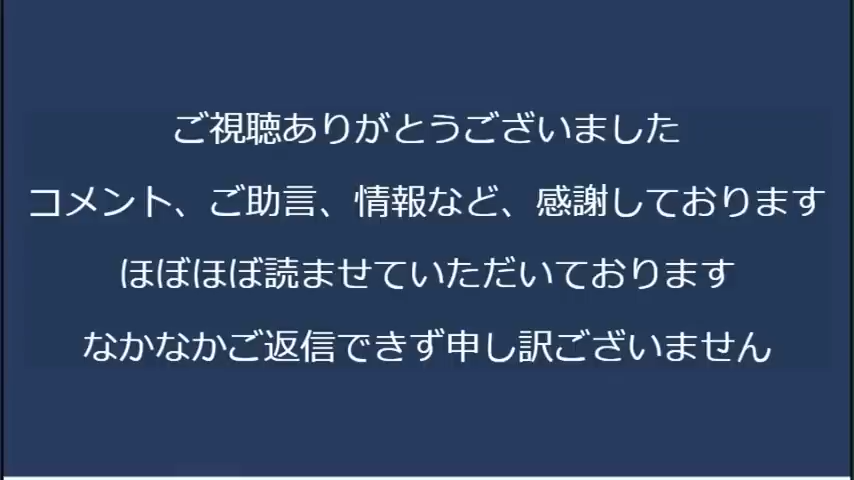 ご視聴ありがとうございました
コメント、ご助言、情報など、感謝しております
ほぼほぼ読ませていただいております
なかなかご返信できず申し訳ございません